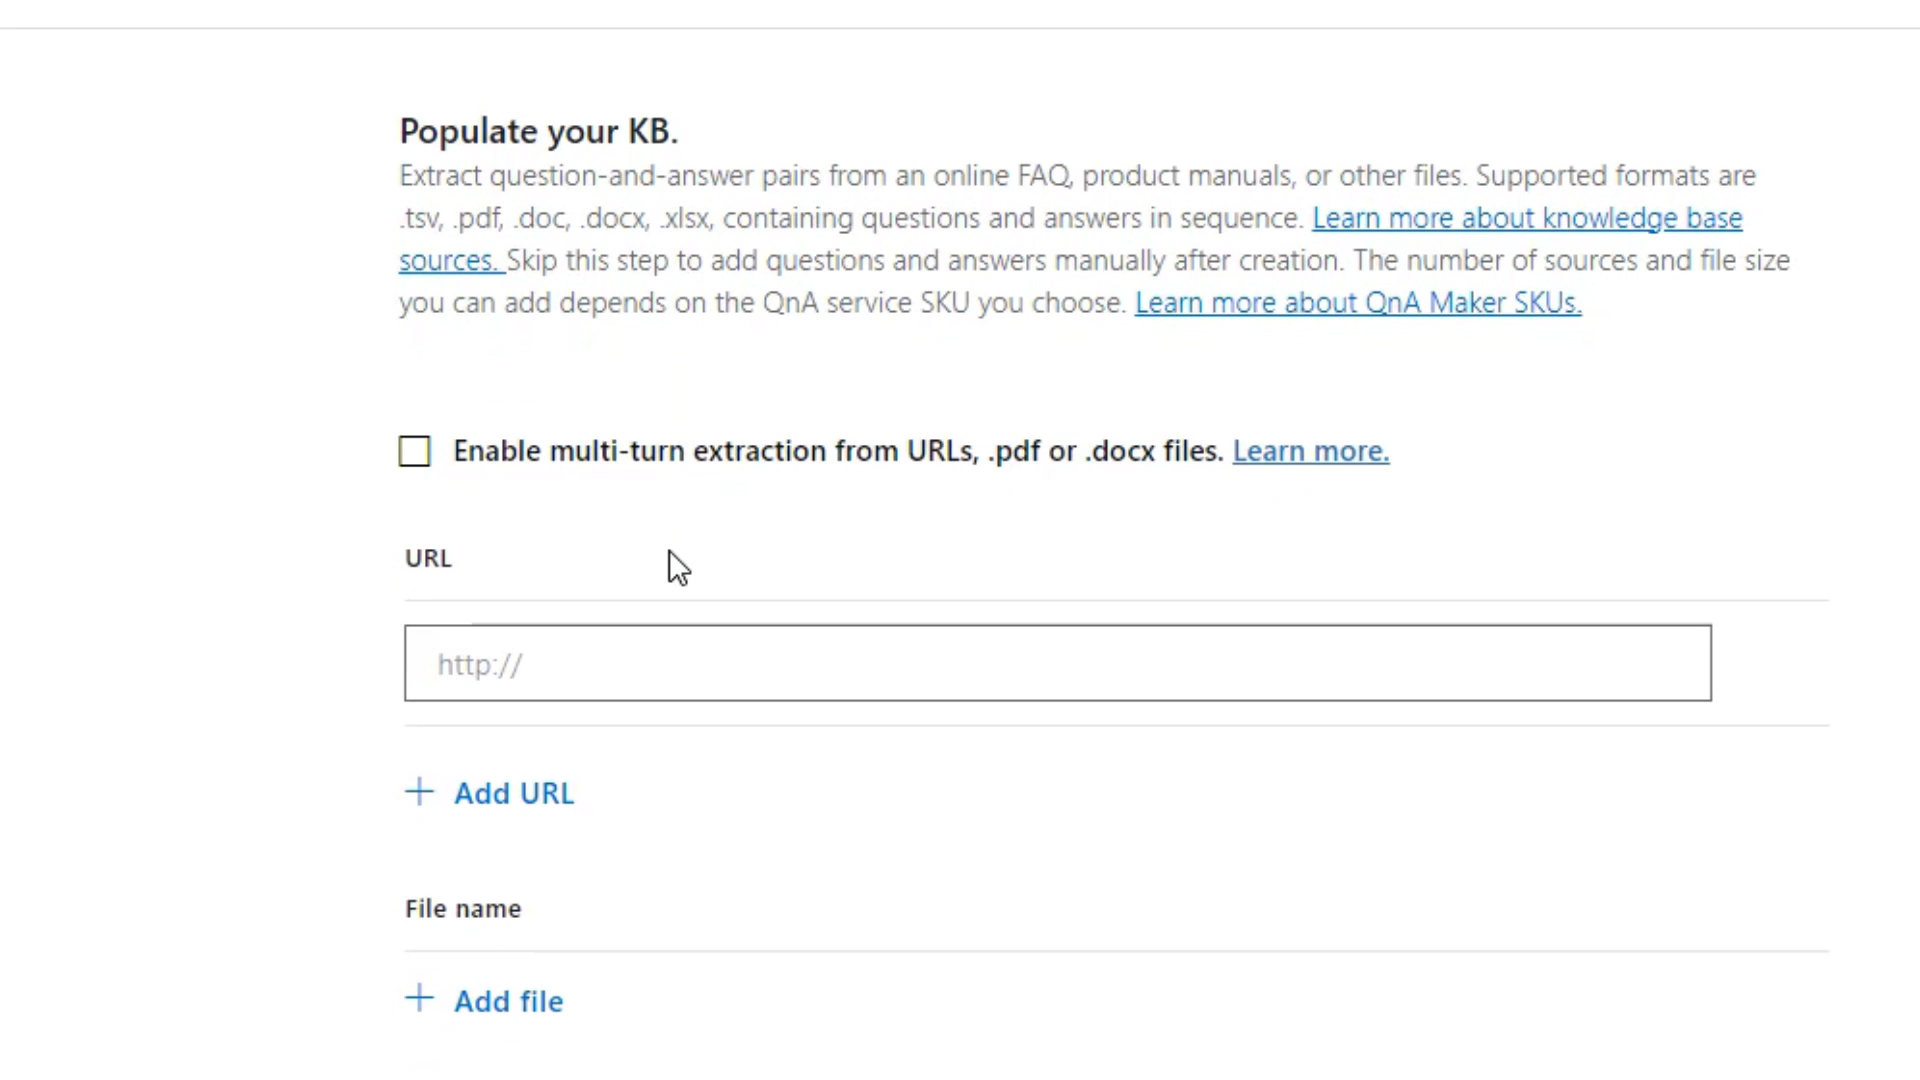 Populate your KB.
Extract question-and-answer pairs from an online FAQ, product manuals, or other files. Supported formats are
.tsv, .pdf, .doc, .docx, .xlsx, containing questions and answers in sequence. Learn more about knowledge base
sources. Skip this step to add questions and answers manually after creation. The number of sources and file size
you can add depends on the QnA service SKU you choose. Learn more about QnA Maker SKUs.
Enable multi-turn extraction from URLs, .pdf or .docx files. Learn more.
URL
http://
+ Add URL
File name
+ Add file